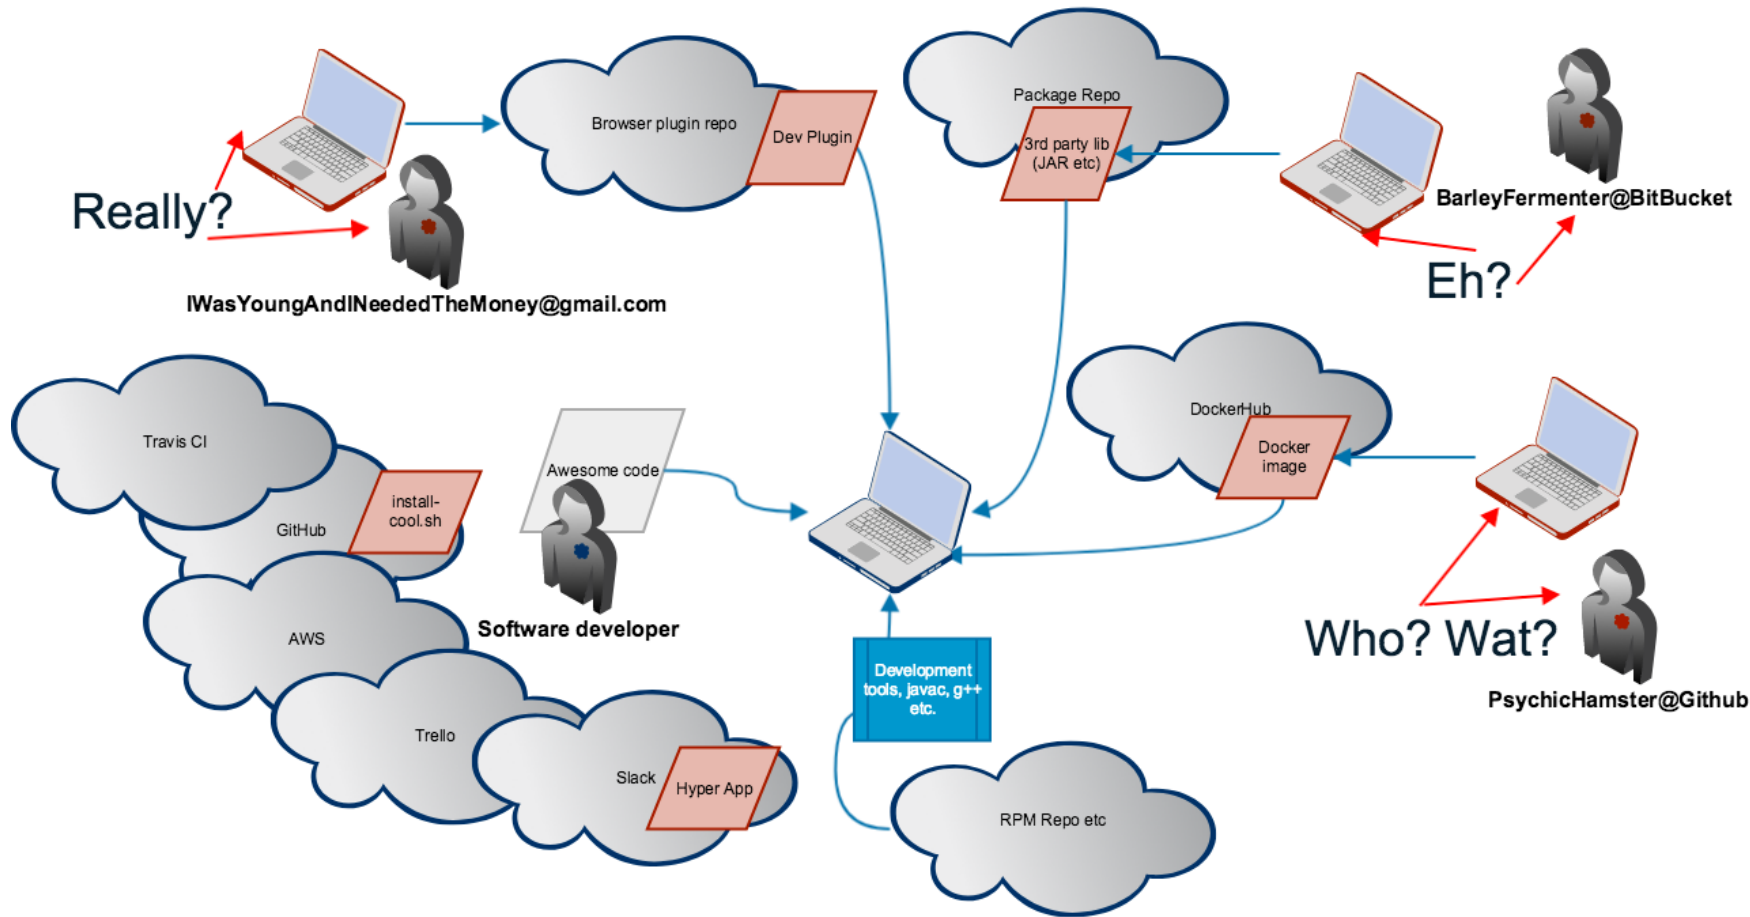 Browser plugin repo
Dev Plugin
Package Repo
3rd party lib
(JAR etc)
BarleyFermenter@BitBucket
Really?
Eh?
IWasYoungAndINeededTheMoney@gmail.com
Travis CI
GitHub
install-
cool.sh
Awesome code
DockerHub
Docker
image
Software developer
AWS
Who? Wat?
Development
tools, javac, g++
etc.
PsychicHamster@Github
Trello
Slack
Hyper App
RPM Repo etc